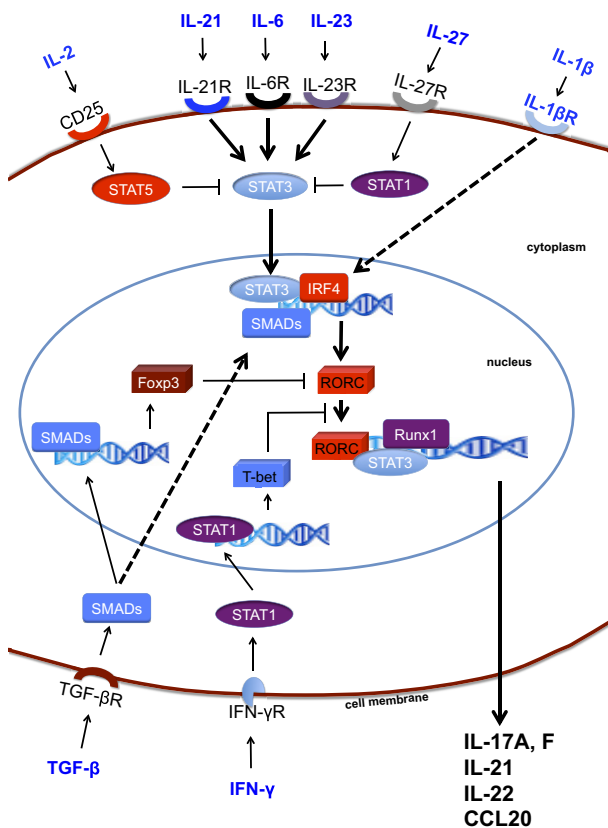 IL-21
IL-6
IL-23
IL-27
IL-2
IL-1β
IL-21R
IL-6R
IL-23R
IL-27R
CD25
IL-1βR
STAT5
STAT3
STAT1
cytoplasm
STAT3
IRF4
SMADs
nucleus
Foxp3
RORC
SMADs
Runx1
RORC
STAT3
T-bet
STAT1
SMADs
STAT1
TGF-βR
IFN-γR
cell membrane
TGF-β
IFN-γ
IL-17A, F
IL-21
IL-22
CCL20